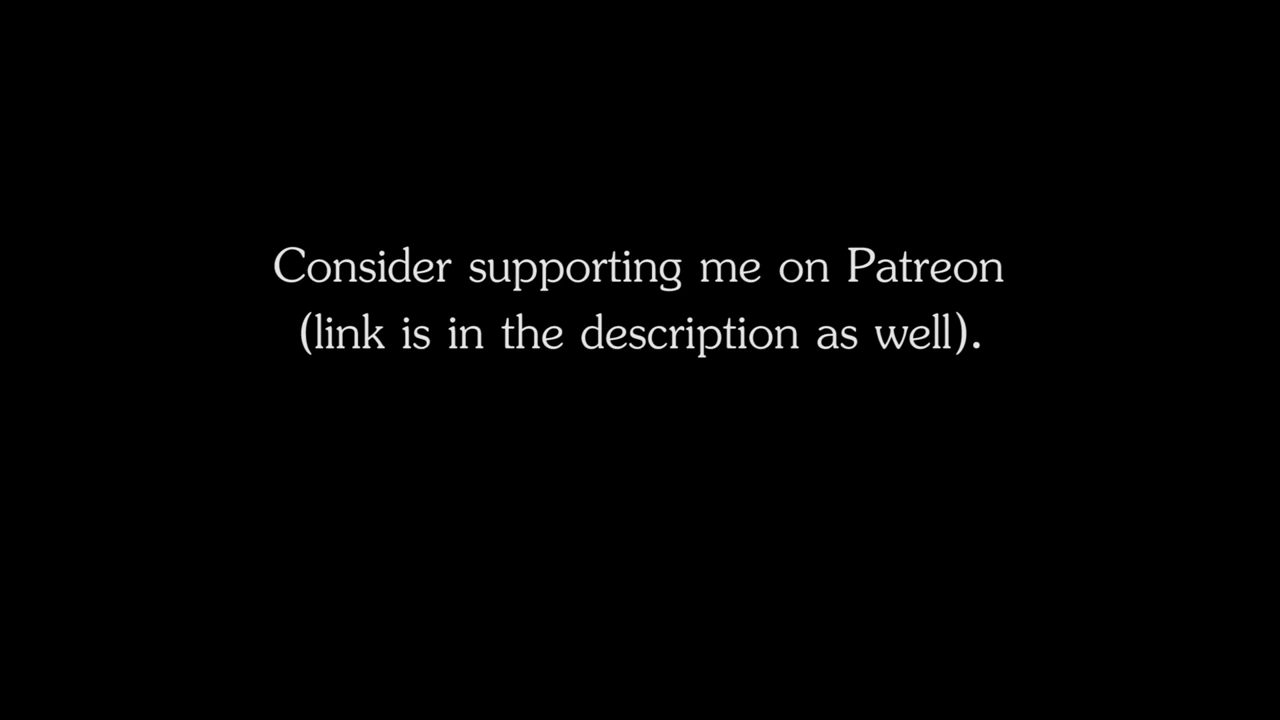 Consider supporting me on Patreon
(link is in the description as well).